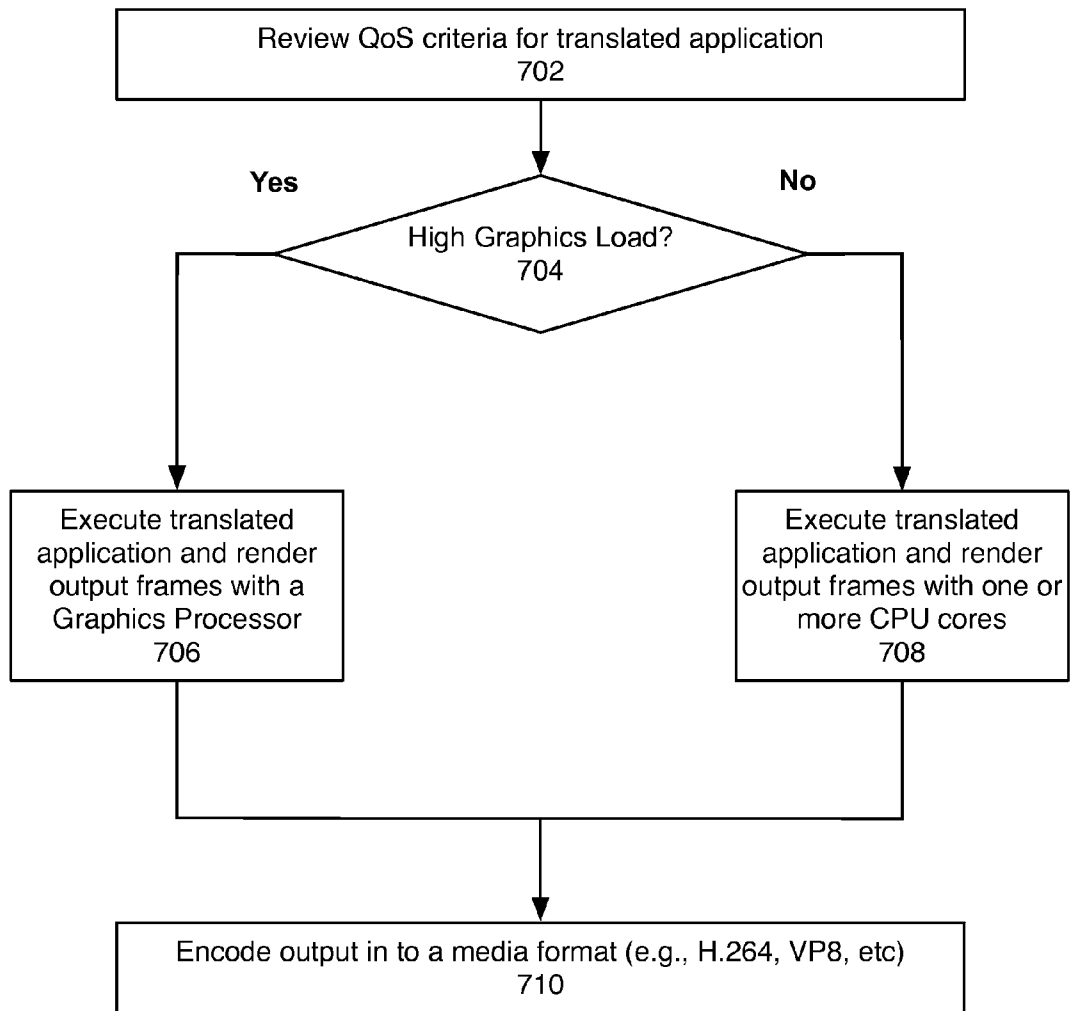 Review QoS criteria for translated application
702
Yes
No
High Graphics Load?
704
Execute translated
application and render
output frames with a
Graphics Processor
706
Execute translated
application and render
output frames with one or
more CPU cores
708
Encode output in to a media format (e.g., H.264, VP8, etc)
710